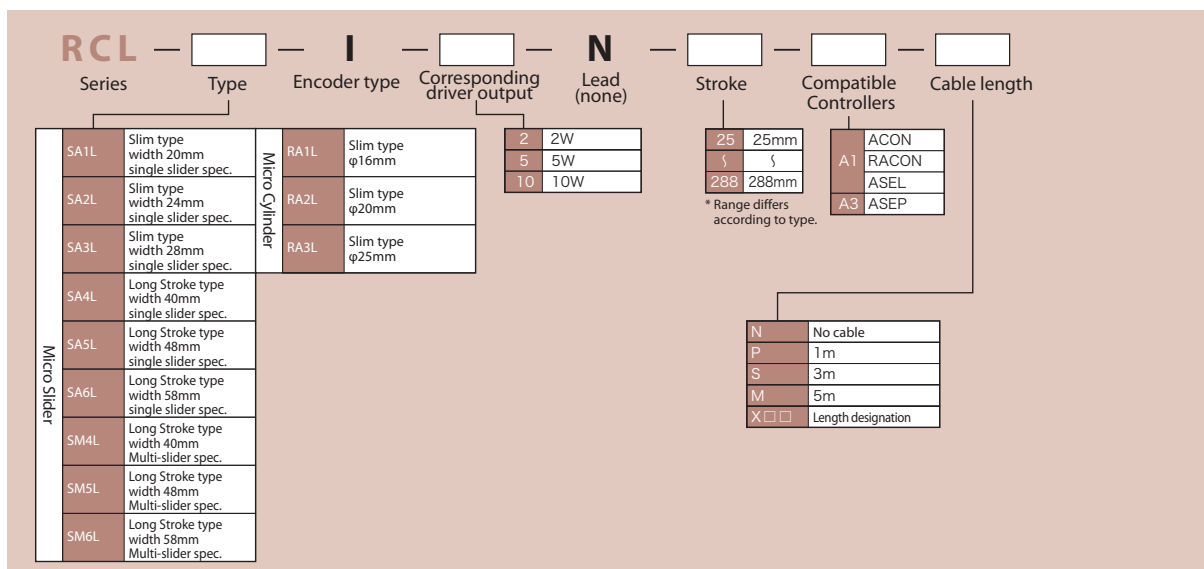 RCL — — I — — N — — —
Series
Type
Encoder type
Corresponding
driver output
Lead
(none)
Stroke
Compatible
Controllers
Cable length
Micro Slider
SA1L
Slim type
width 20mm
single slider spec.
SA2L
Slim type
width 24mm
single slider spec.
SA3L
Slim type
width 28mm
single slider spec.
SA4L
Long Stroke type
width 40mm
single slider spec.
SA5L
Long Stroke type
width 48mm
single slider spec.
SA6L
Long Stroke type
width 58mm
single slider spec.
SM4L
Long Stroke type
width 40mm
Multi-slider spec.
SM5L
Long Stroke type
width 48mm
Multi-slider spec.
SM6L
Long Stroke type
width 58mm
Multi-slider spec.
Micro Cylinder
RA1L
Slim type
φ16mm
RA2L
Slim type
φ20mm
RA3L
Slim type
φ25mm
2 2W
5 5W
10 10W
25 25mm
〜 〜
288 288mm
* Range differs
according to type.
A1
ACON
RACON
ASEL
A3 ASEP
N No cable
P 1m
S 3m
M 5m
X□□ Length designation